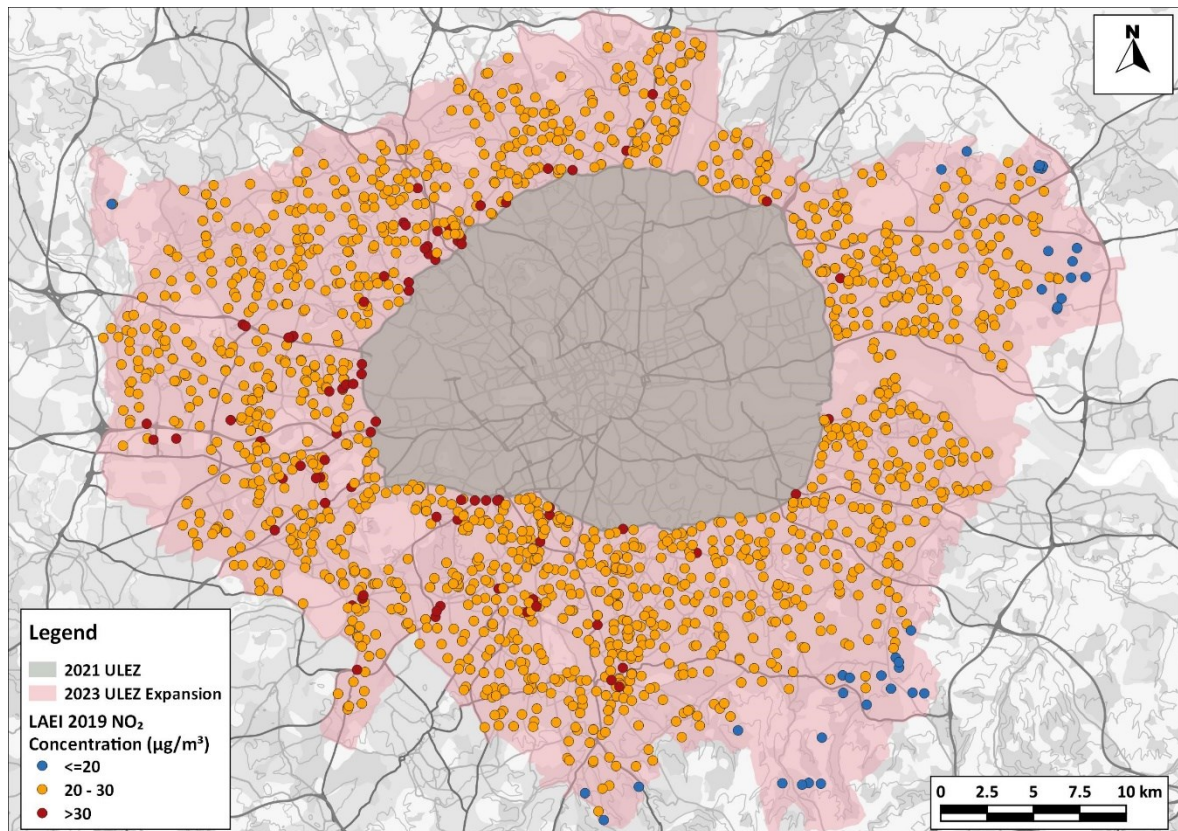 N
Legend
2021 ULEZ
2023 ULEZ Expansion
LAEI 2019 NO₂
Concentration (µg/m³)
<=20
20 - 30
>30
0 2.5 5 7.5 10 km